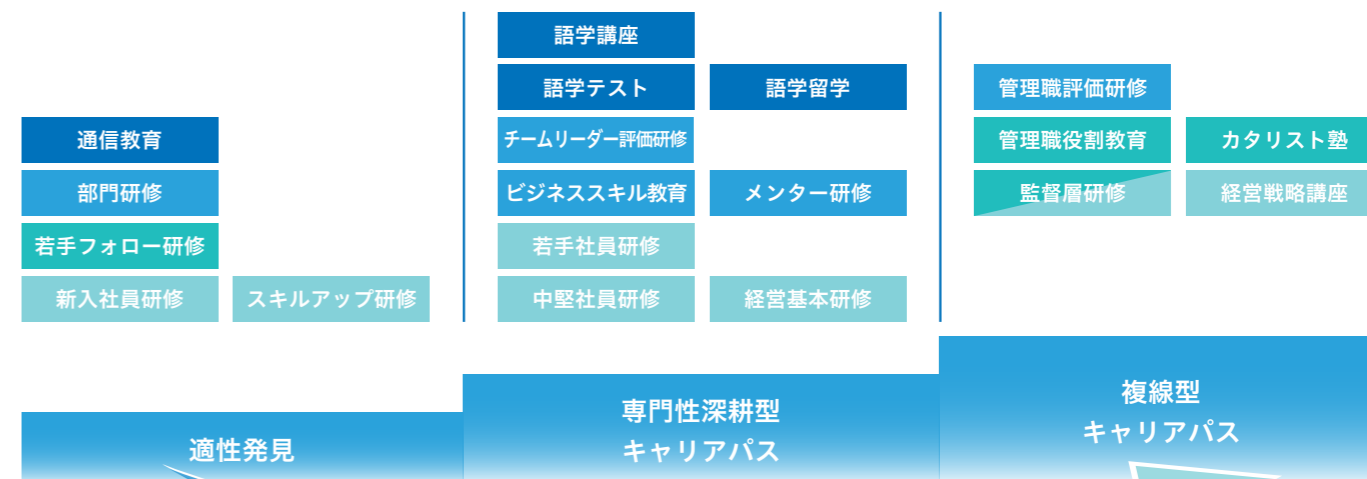 通信教育
部門研修
若手フォロー研修
新入社員研修
スキルアップ研修
語学講座
語学テスト
語学留学
チームリーダー評価研修
ビジネススキル教育
メンター研修
若手社員研修
中堅社員研修
経営基本研修
管理職評価研修
管理職役割教育
カタリスト塾
監督層研修
経営戦略講座
適性発見
専門性深耕型
キャリアパス
複線型
キャリアパス